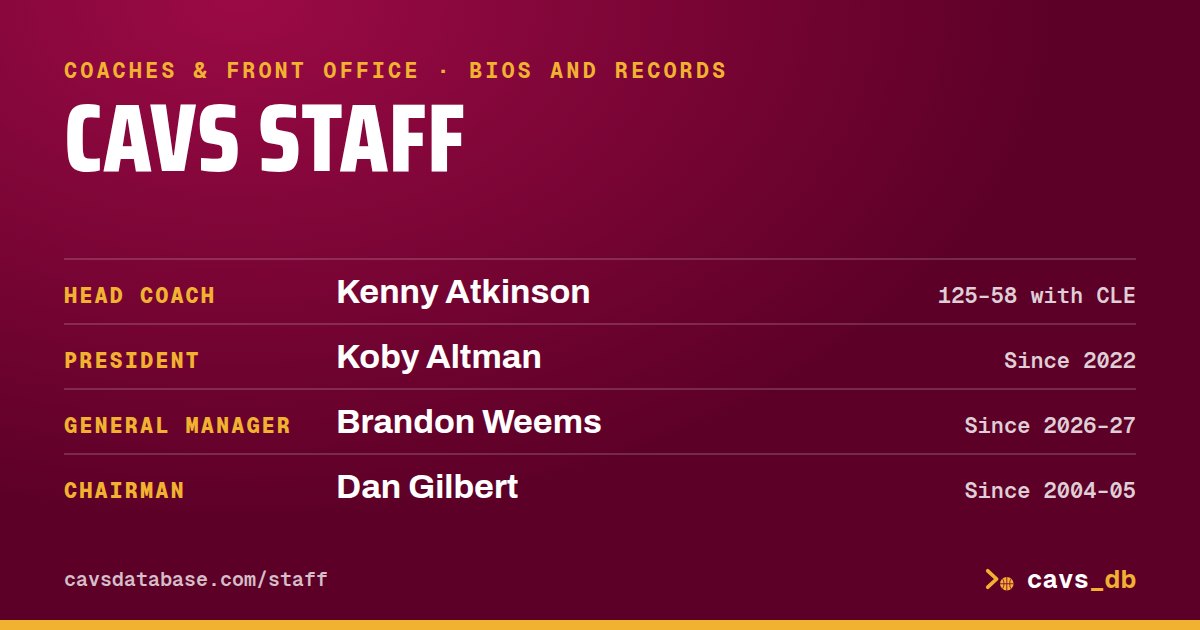 COACHES & FRONT OFFICE · BIOS AND RECORDS
CAVS STAFF
HEAD COACH Kenny Atkinson 125–58 with CLE
PRESIDENT Koby Altman Since 2022
GENERAL MANAGER Brandon Weems Since 2026–27
CHAIRMAN Dan Gilbert Since 2004–05
cavsdatabase.com/staff cavs_db